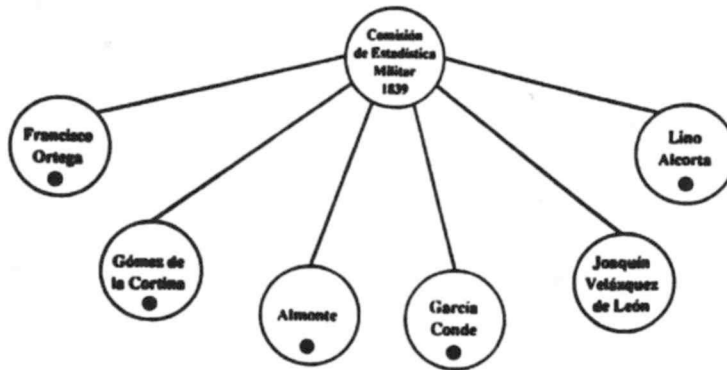 Comisión
de Estadística
Militar
1839
Francisco
Ortega
Lino
Alcorta
Gómez de
la Cortina
Almonte
García
Conde
Joaquín
Velázquez
de León